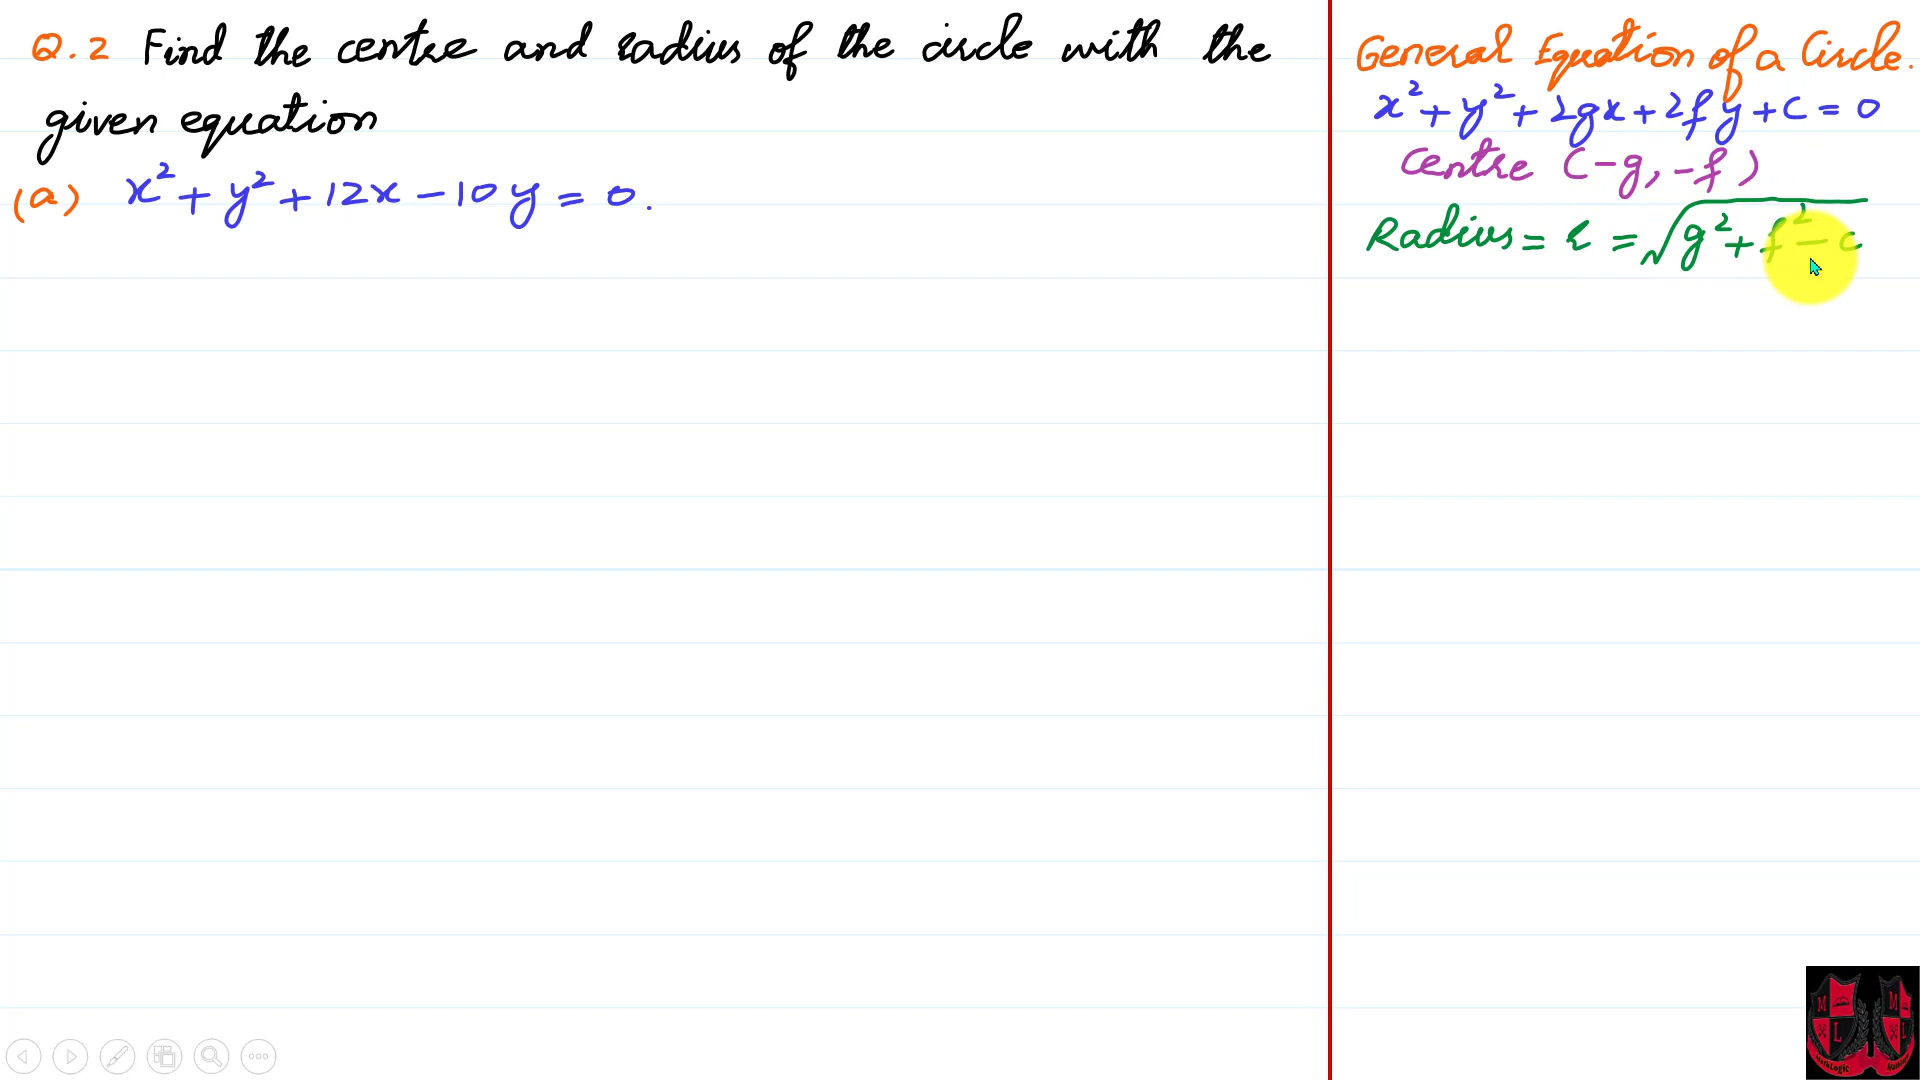 Q.2 Find the centre and radius of the circle with the
given equation
(a) x² + y² + 12x - 10y = 0.
General Equation of a Circle.
x² + y² + 2gx + 2fy + c = 0
Centre (-g, -f)
Radius = r = √g² + f² - c
M L
MathLogic